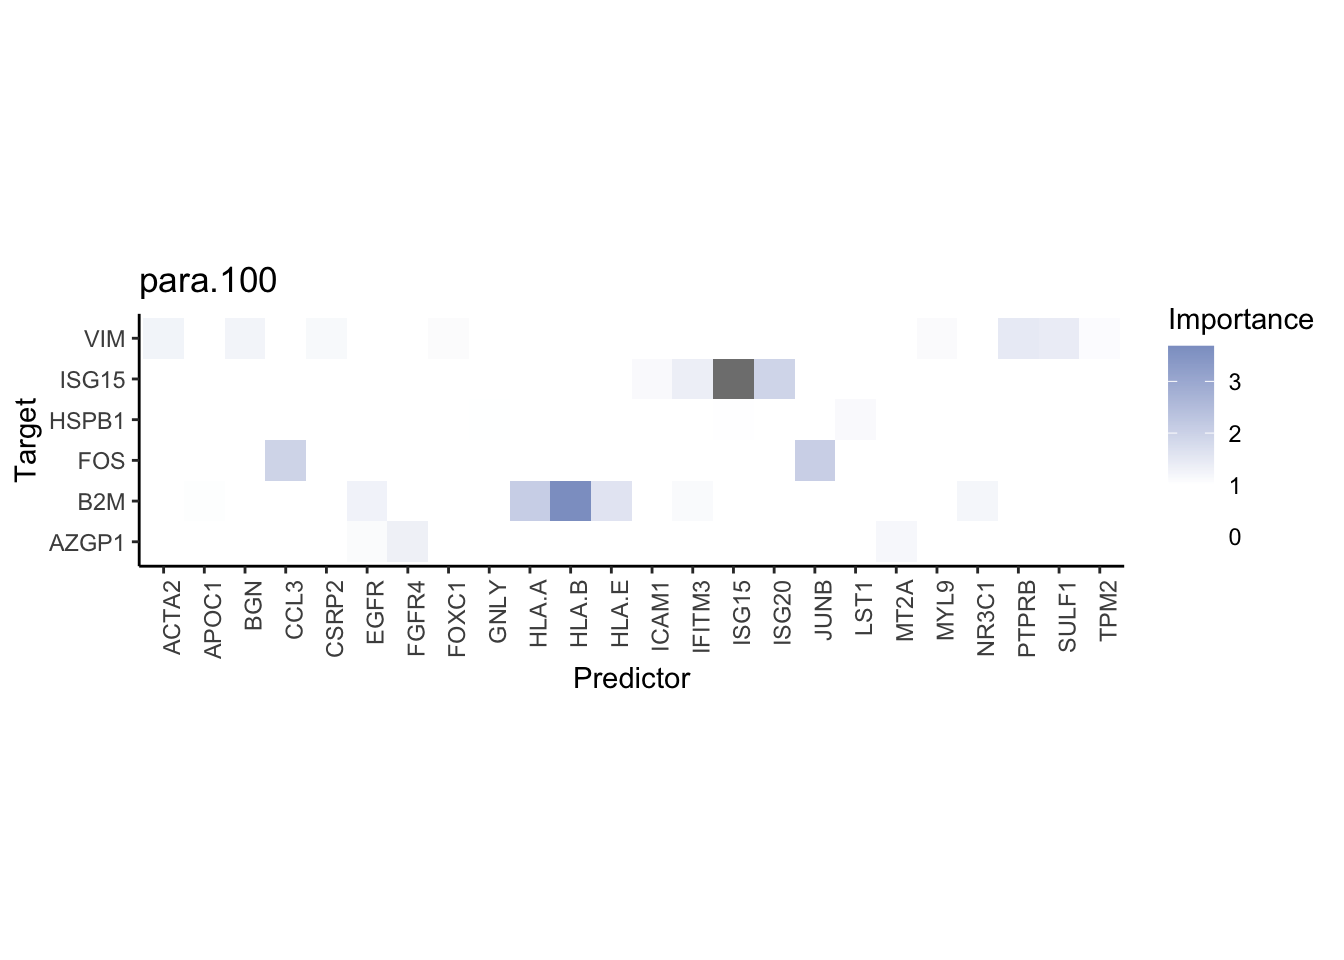 para.100
Target
VIM
ISG15
HSPB1
FOS
B2M
AZGP1
ACTA2
APOC1
BGN
CCL3
CSRP2
EGFR
FGFR4
FOXC1
GNLY
HLA.A
HLA.B
HLA.E
ICAM1
IFITM3
ISG15
ISG20
JUNB
LST1
MT2A
MYL9
NR3C1
PTPRB
SULF1
TPM2
Predictor
Importance
3
2
1
0